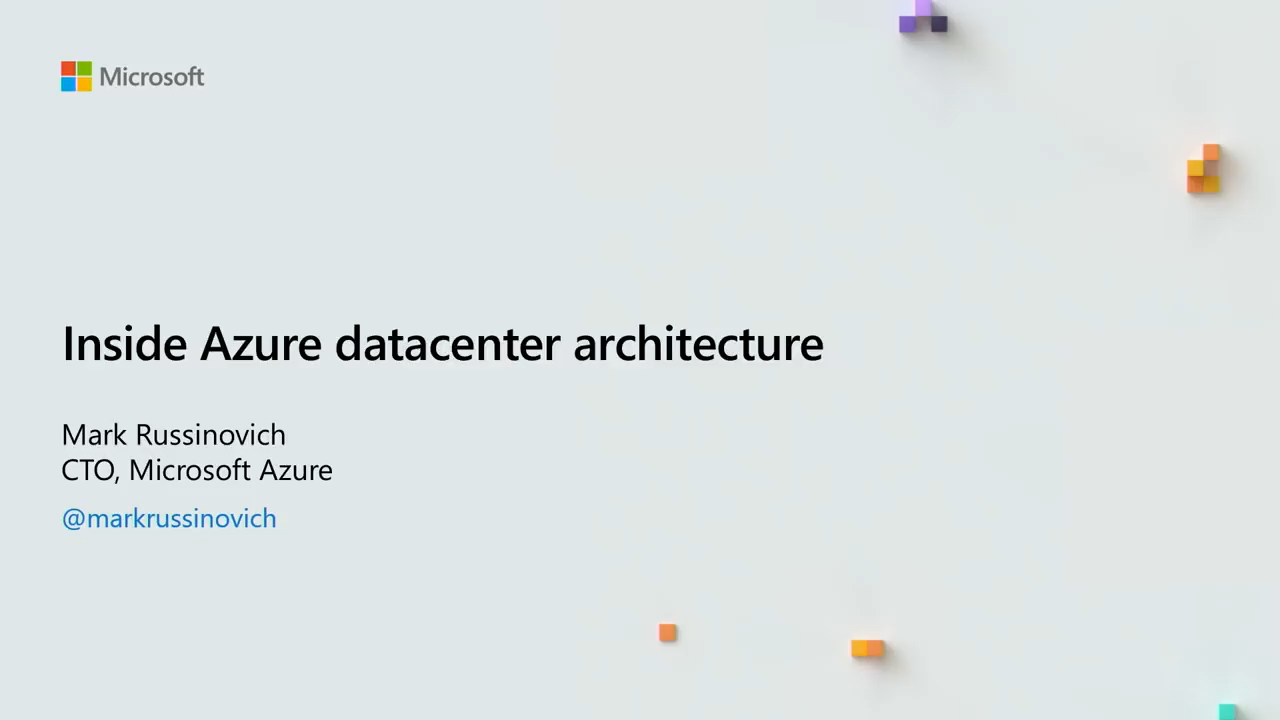 Microsoft
Inside Azure datacenter architecture
Mark Russinovich
CTO, Microsoft Azure
@markrussinovich